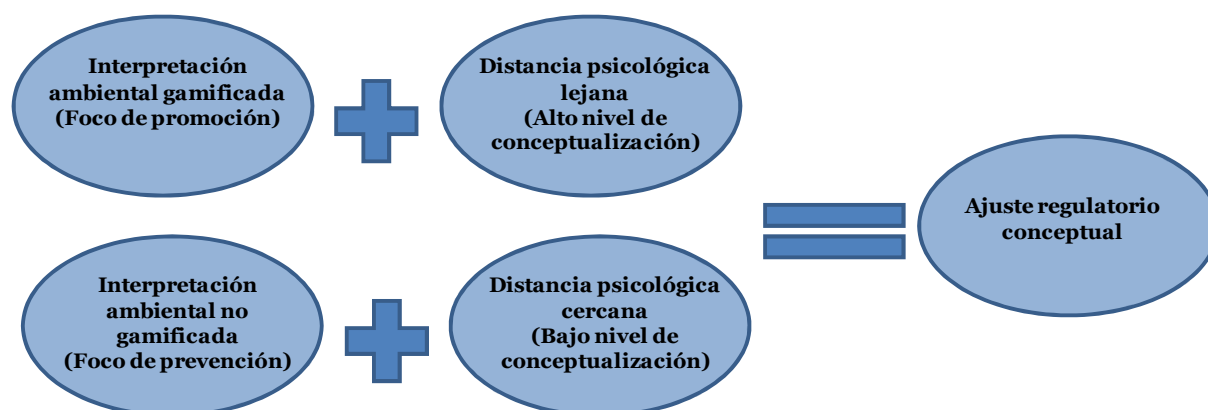 Interpretación
ambiental gamificada
(Foco de promoción)
Distancia psicológica
lejana
(Alto nivel de
conceptualización)
Interpretación
ambiental no
gamificada
(Foco de prevención)
Distancia psicológica
cercana
(Bajo nivel de
conceptualización)
Ajuste regulatorio
conceptual